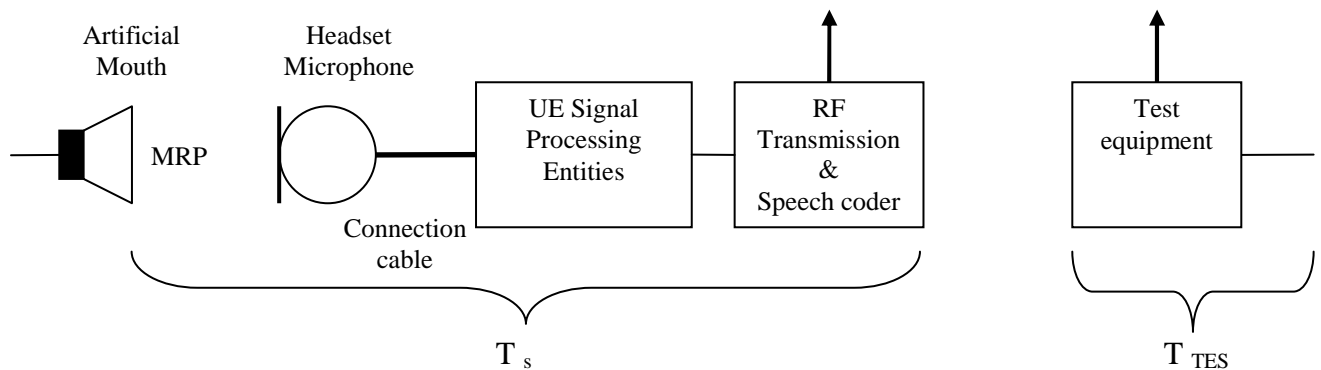 Artificial
Mouth
MRP
Headset
Microphone
Connection
cable
UE Signal
Processing
Entities
RF
Transmission
&
Speech coder
Test
equipment
T s
T TES